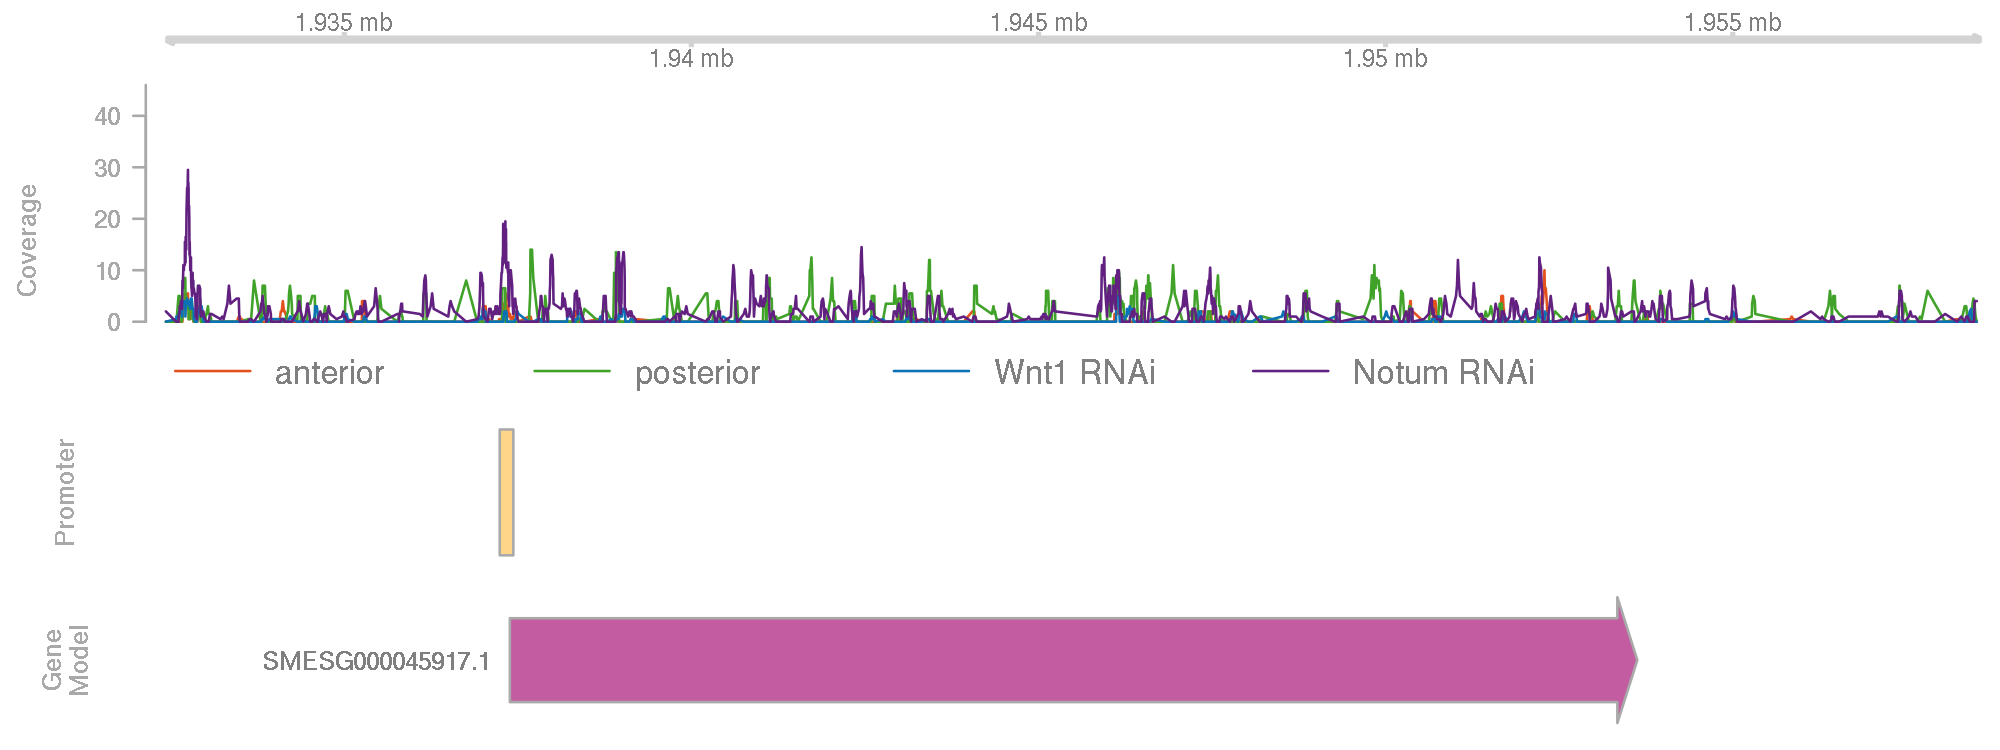 1.935 mb
1.945 mb
1.955 mb
1.94 mb
1.95 mb
Coverage
40
30
20
10
0
anterior
posterior
Wnt1 RNAi
Notum RNAi
Promoter
Gene
Model
SMESG000045917.1